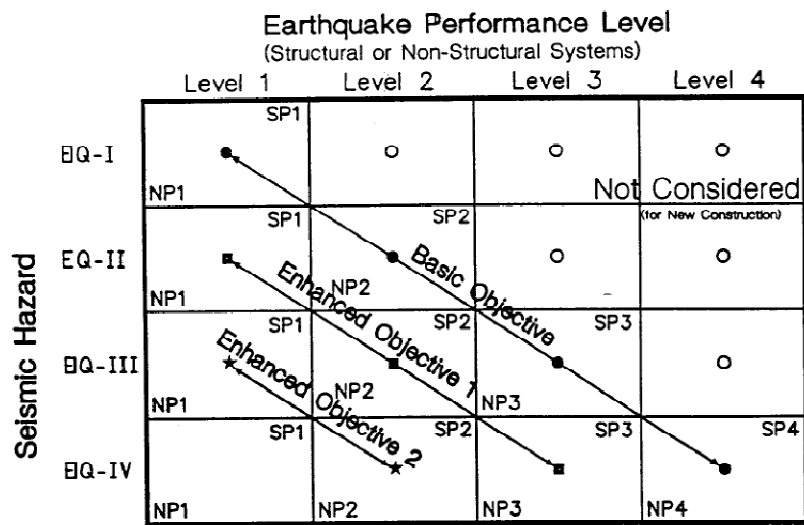 Earthquake Performance Level
(Structural or Non-Structural Systems)
Level 1 Level 2 Level 3 Level 4
Seismic Hazard
EQ-I
SP1
NP1
Not Considered
(for New Construction)
EQ-II
SP1
NP1
SP2
NP2
Basic Objective
Enhanced Objective 1
EQ-III
SP1
NP1
SP2
NP2
SP3
NP3
Enhanced Objective 2
EQ-IV
SP1
NP1
SP2
NP2
SP3
NP3
SP4
NP4